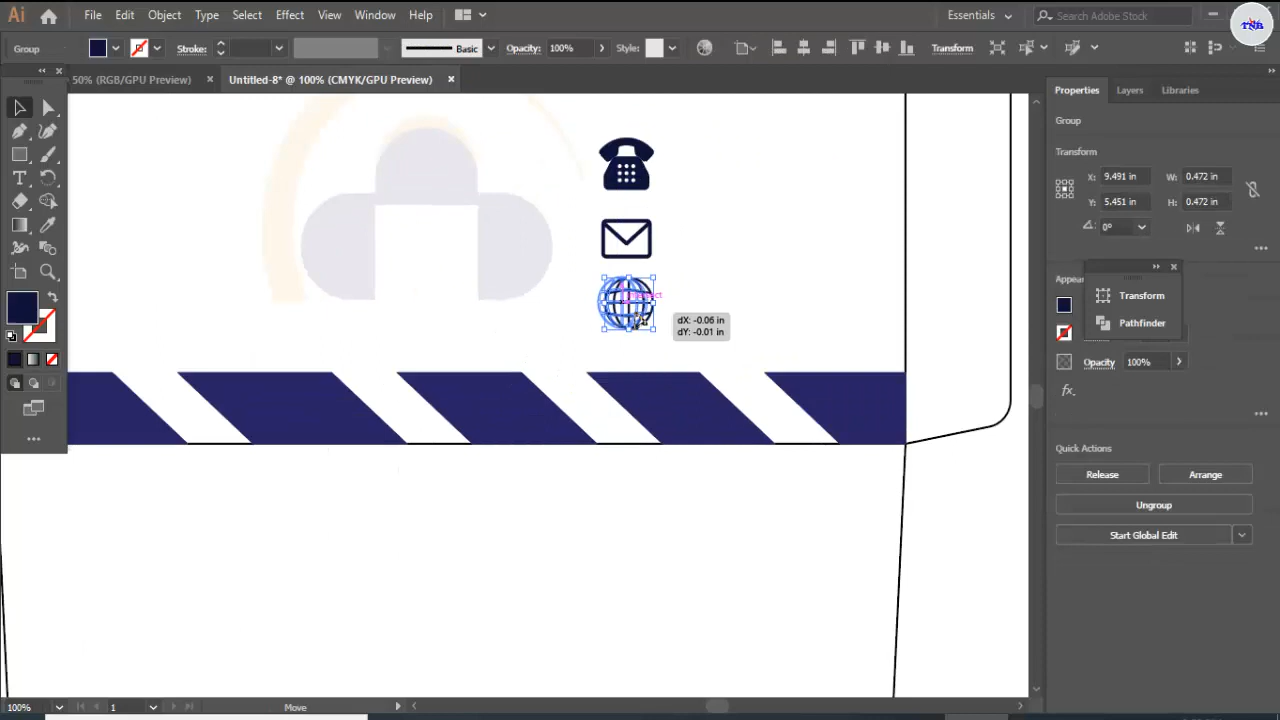 Ai File Edit Object Type Select Effect View Window Help Essentials Search Adobe Stock
TNB
Group Stroke: Basic Opacity: 100% Style: Transform
50% (RGB/GPU Preview) × Untitled-8* @ 100% (CMYK/GPU Preview) ×
Properties Layers Libraries
Group
Transform
X: 9.491 in W: 0.472 in
Y: 5.451 in H: 0.472 in
0°
Appear
Transform
Pathfinder
Opacity 100%
fx.
Quick Actions
Release Arrange
Ungroup
Start Global Edit
intersect
dX: -0.06 in
dY: -0.01 in
100% 1 Move